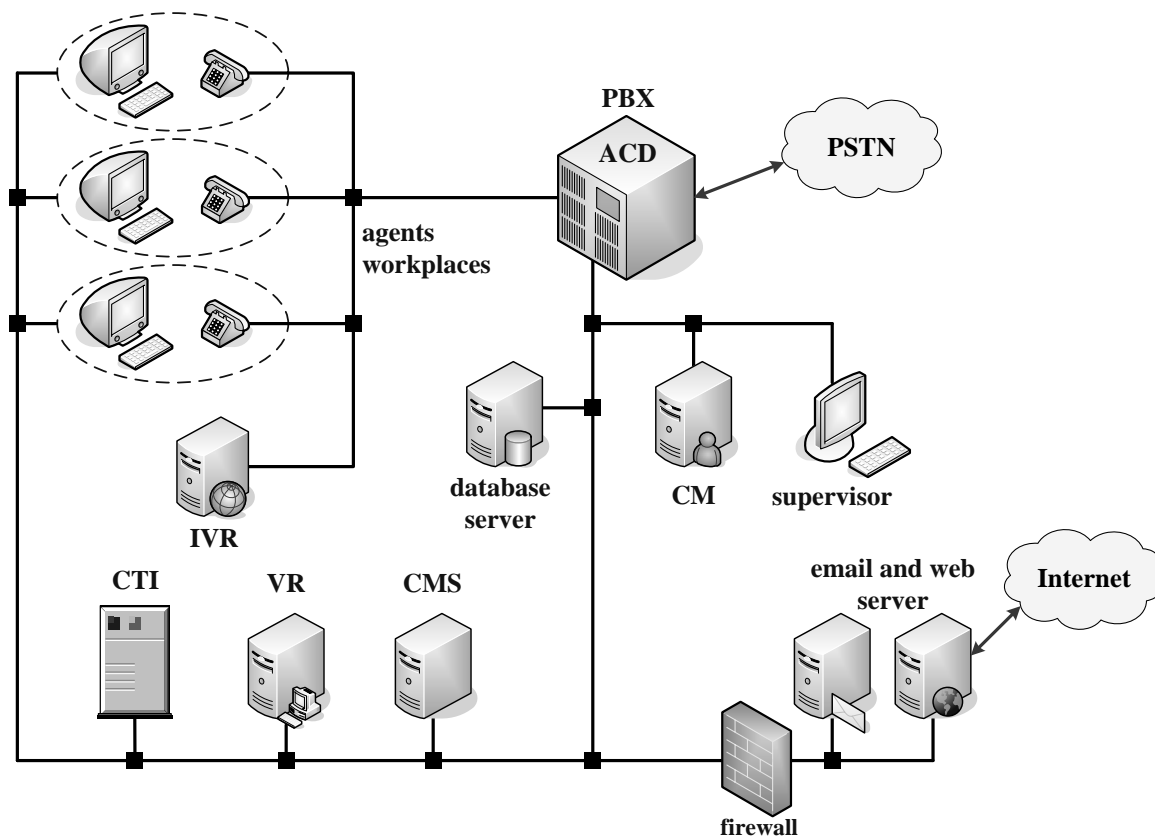 PBX
ACD
PSTN
agents
workplaces
database
server
CM
supervisor
IVR
CTI
VR
CMS
email and web
server
Internet
firewall